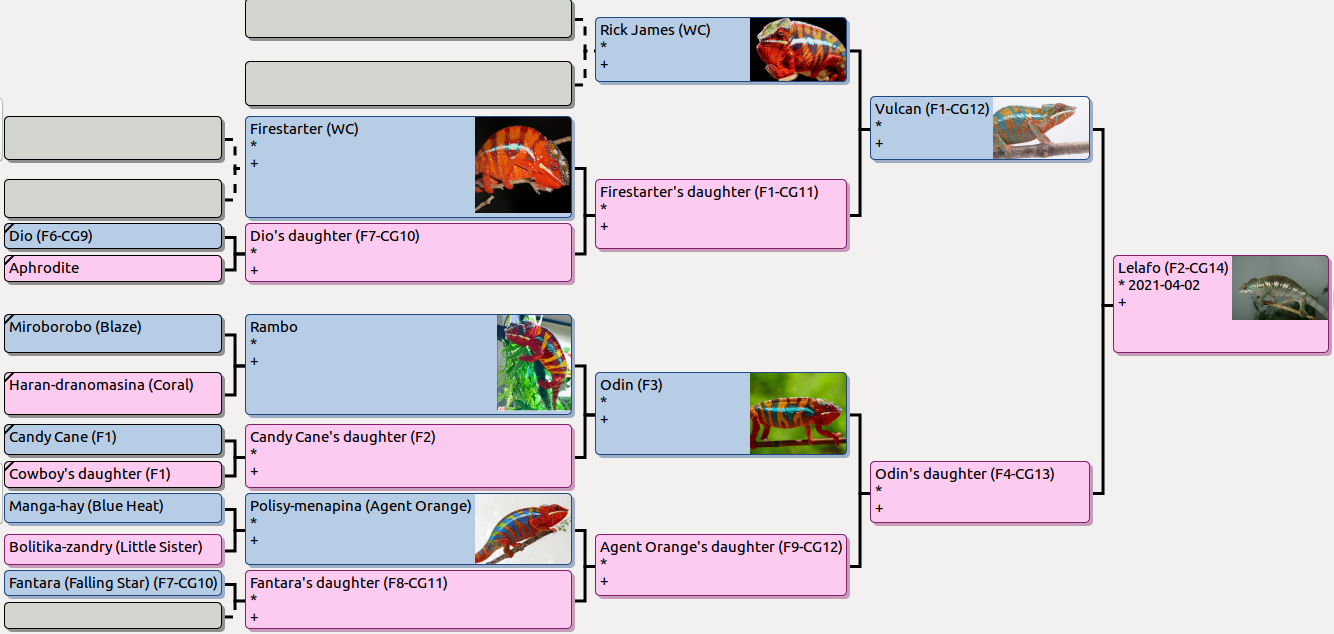 Rick James (WC)
*
+
Vulcan (F1-CG12)
*
+
Firestarter (WC)
*
+
Firestarter's daughter (F1-CG11)
*
+
Dio (F6-CG9)
Aphrodite
Dio's daughter (F7-CG10)
*
+
Lelafo (F2-CG14)
* 2021-04-02
+
Miroborobo (Blaze)
Haran-dranomasina (Coral)
Rambo
*
+
Odin (F3)
*
+
Candy Cane (F1)
Cowboy's daughter (F1)
Candy Cane's daughter (F2)
*
+
Odin's daughter (F4-CG13)
*
+
Manga-hay (Blue Heat)
Bolitika-zandry (Little Sister)
Polisy-menapina (Agent Orange)
*
+
Agent Orange's daughter (F9-CG12)
*
+
Fantara (Falling Star) (F7-CG10)
Fantara's daughter (F8-CG11)
*
+